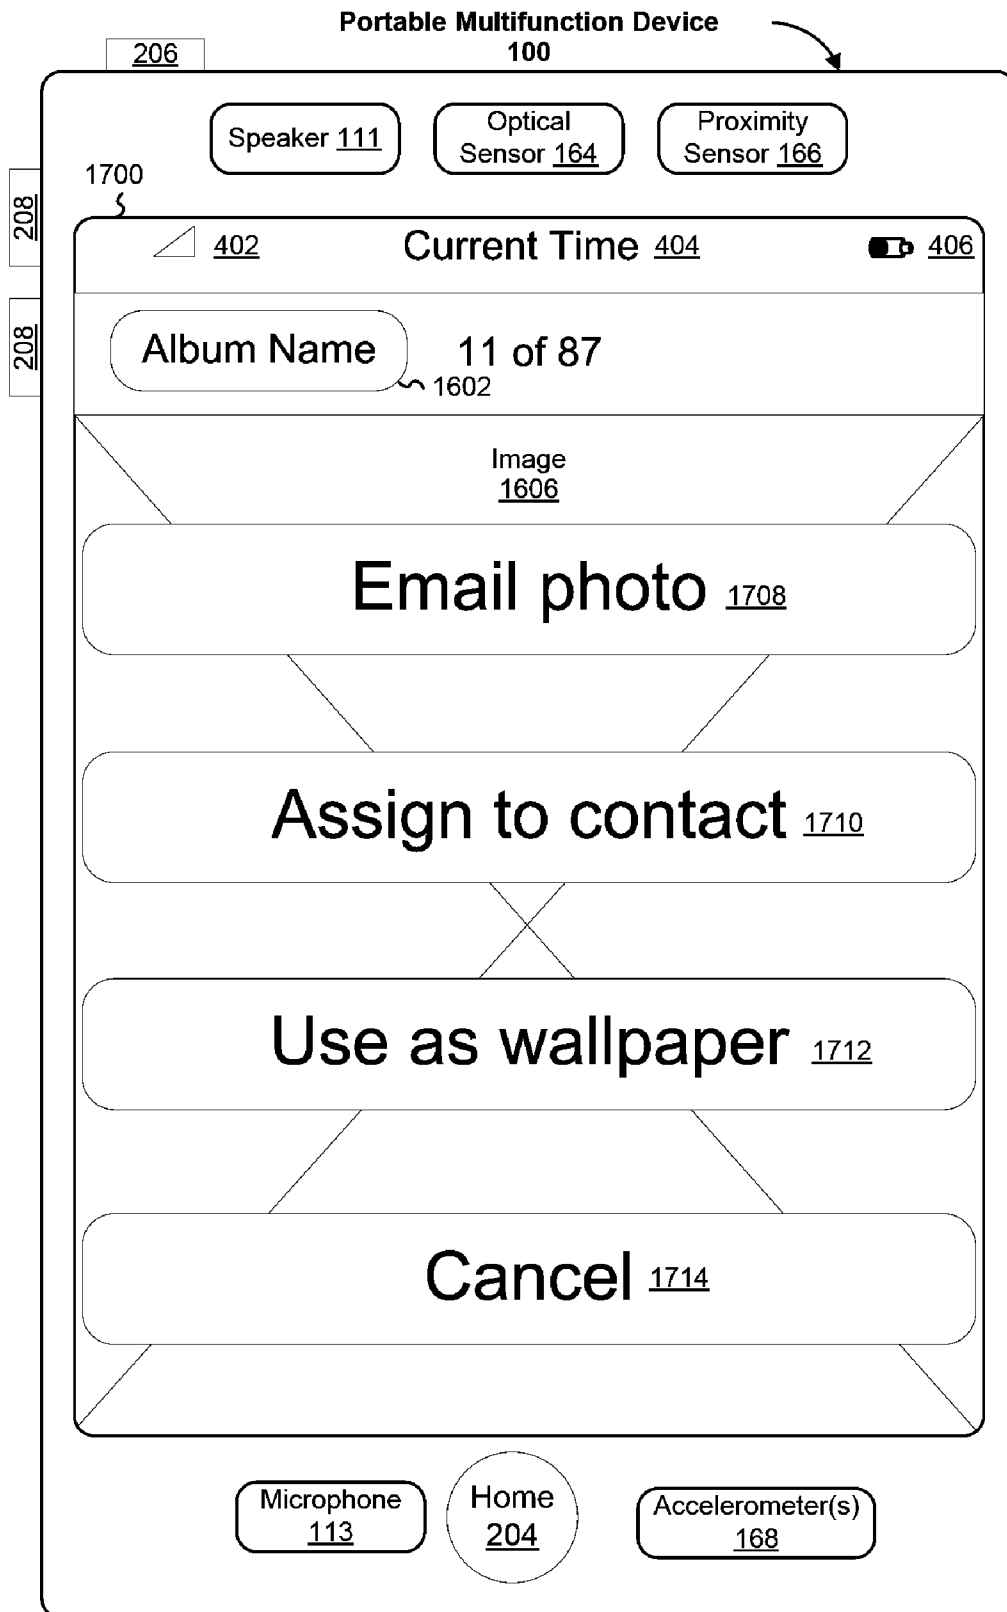 Portable Multifunction Device
100
206
Speaker 111
Optical
Sensor 164
Proximity
Sensor 166
1700
208
402
Current Time 404
406
208
Album Name
11 of 87
1602
Image
1606
Email photo 1708
Assign to contact 1710
Use as wallpaper 1712
Cancel 1714
Microphone
113
Home
204
Accelerometer(s)
168